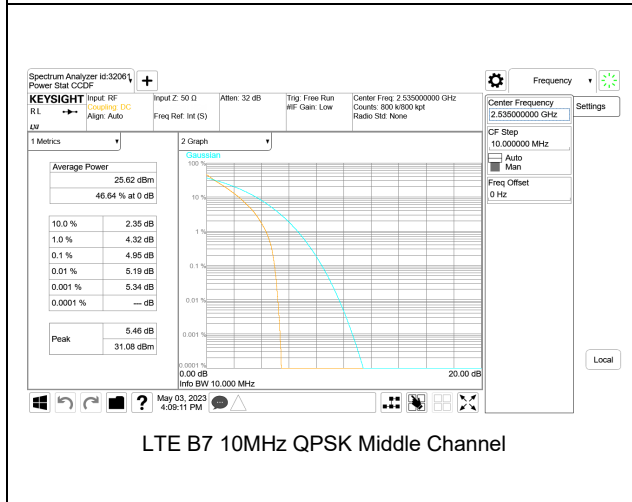 Spectrum Analyzer id:32061
Power Stat CCDF
Frequency
KEYSIGHT
RL
Input: RF
Coupling: DC
Align: Auto
Input Z: 50 Ω
Freq Ref: Int (S)
Atten: 32 dB
Trig: Free Run
#IF Gain: Low
Center Freq: 2.535000000 GHz
Counts: 800 k/800 kpt
Radio Std: None
Center Frequency
2.535000000 GHz
Settings
CF Step
10.000000 MHz
Auto
Man
Freq Offset
0 Hz
1 Metrics
2 Graph
Average Power
25.62 dBm
46.64 % at 0 dB
10.0 % 2.35 dB
1.0 % 4.32 dB
0.1 % 4.95 dB
0.01 % 5.19 dB
0.001 % 5.34 dB
0.0001 % --- dB
Peak
5.46 dB
31.08 dBm
Gaussian
100 %
10 %
1 %
0.1 %
0.01 %
0.001 %
0.0001 %
0.00 dB 20.00 dB
Info BW 10.000 MHz
Local
May 03, 2023
4:09:11 PM
LTE B7 10MHz QPSK Middle Channel